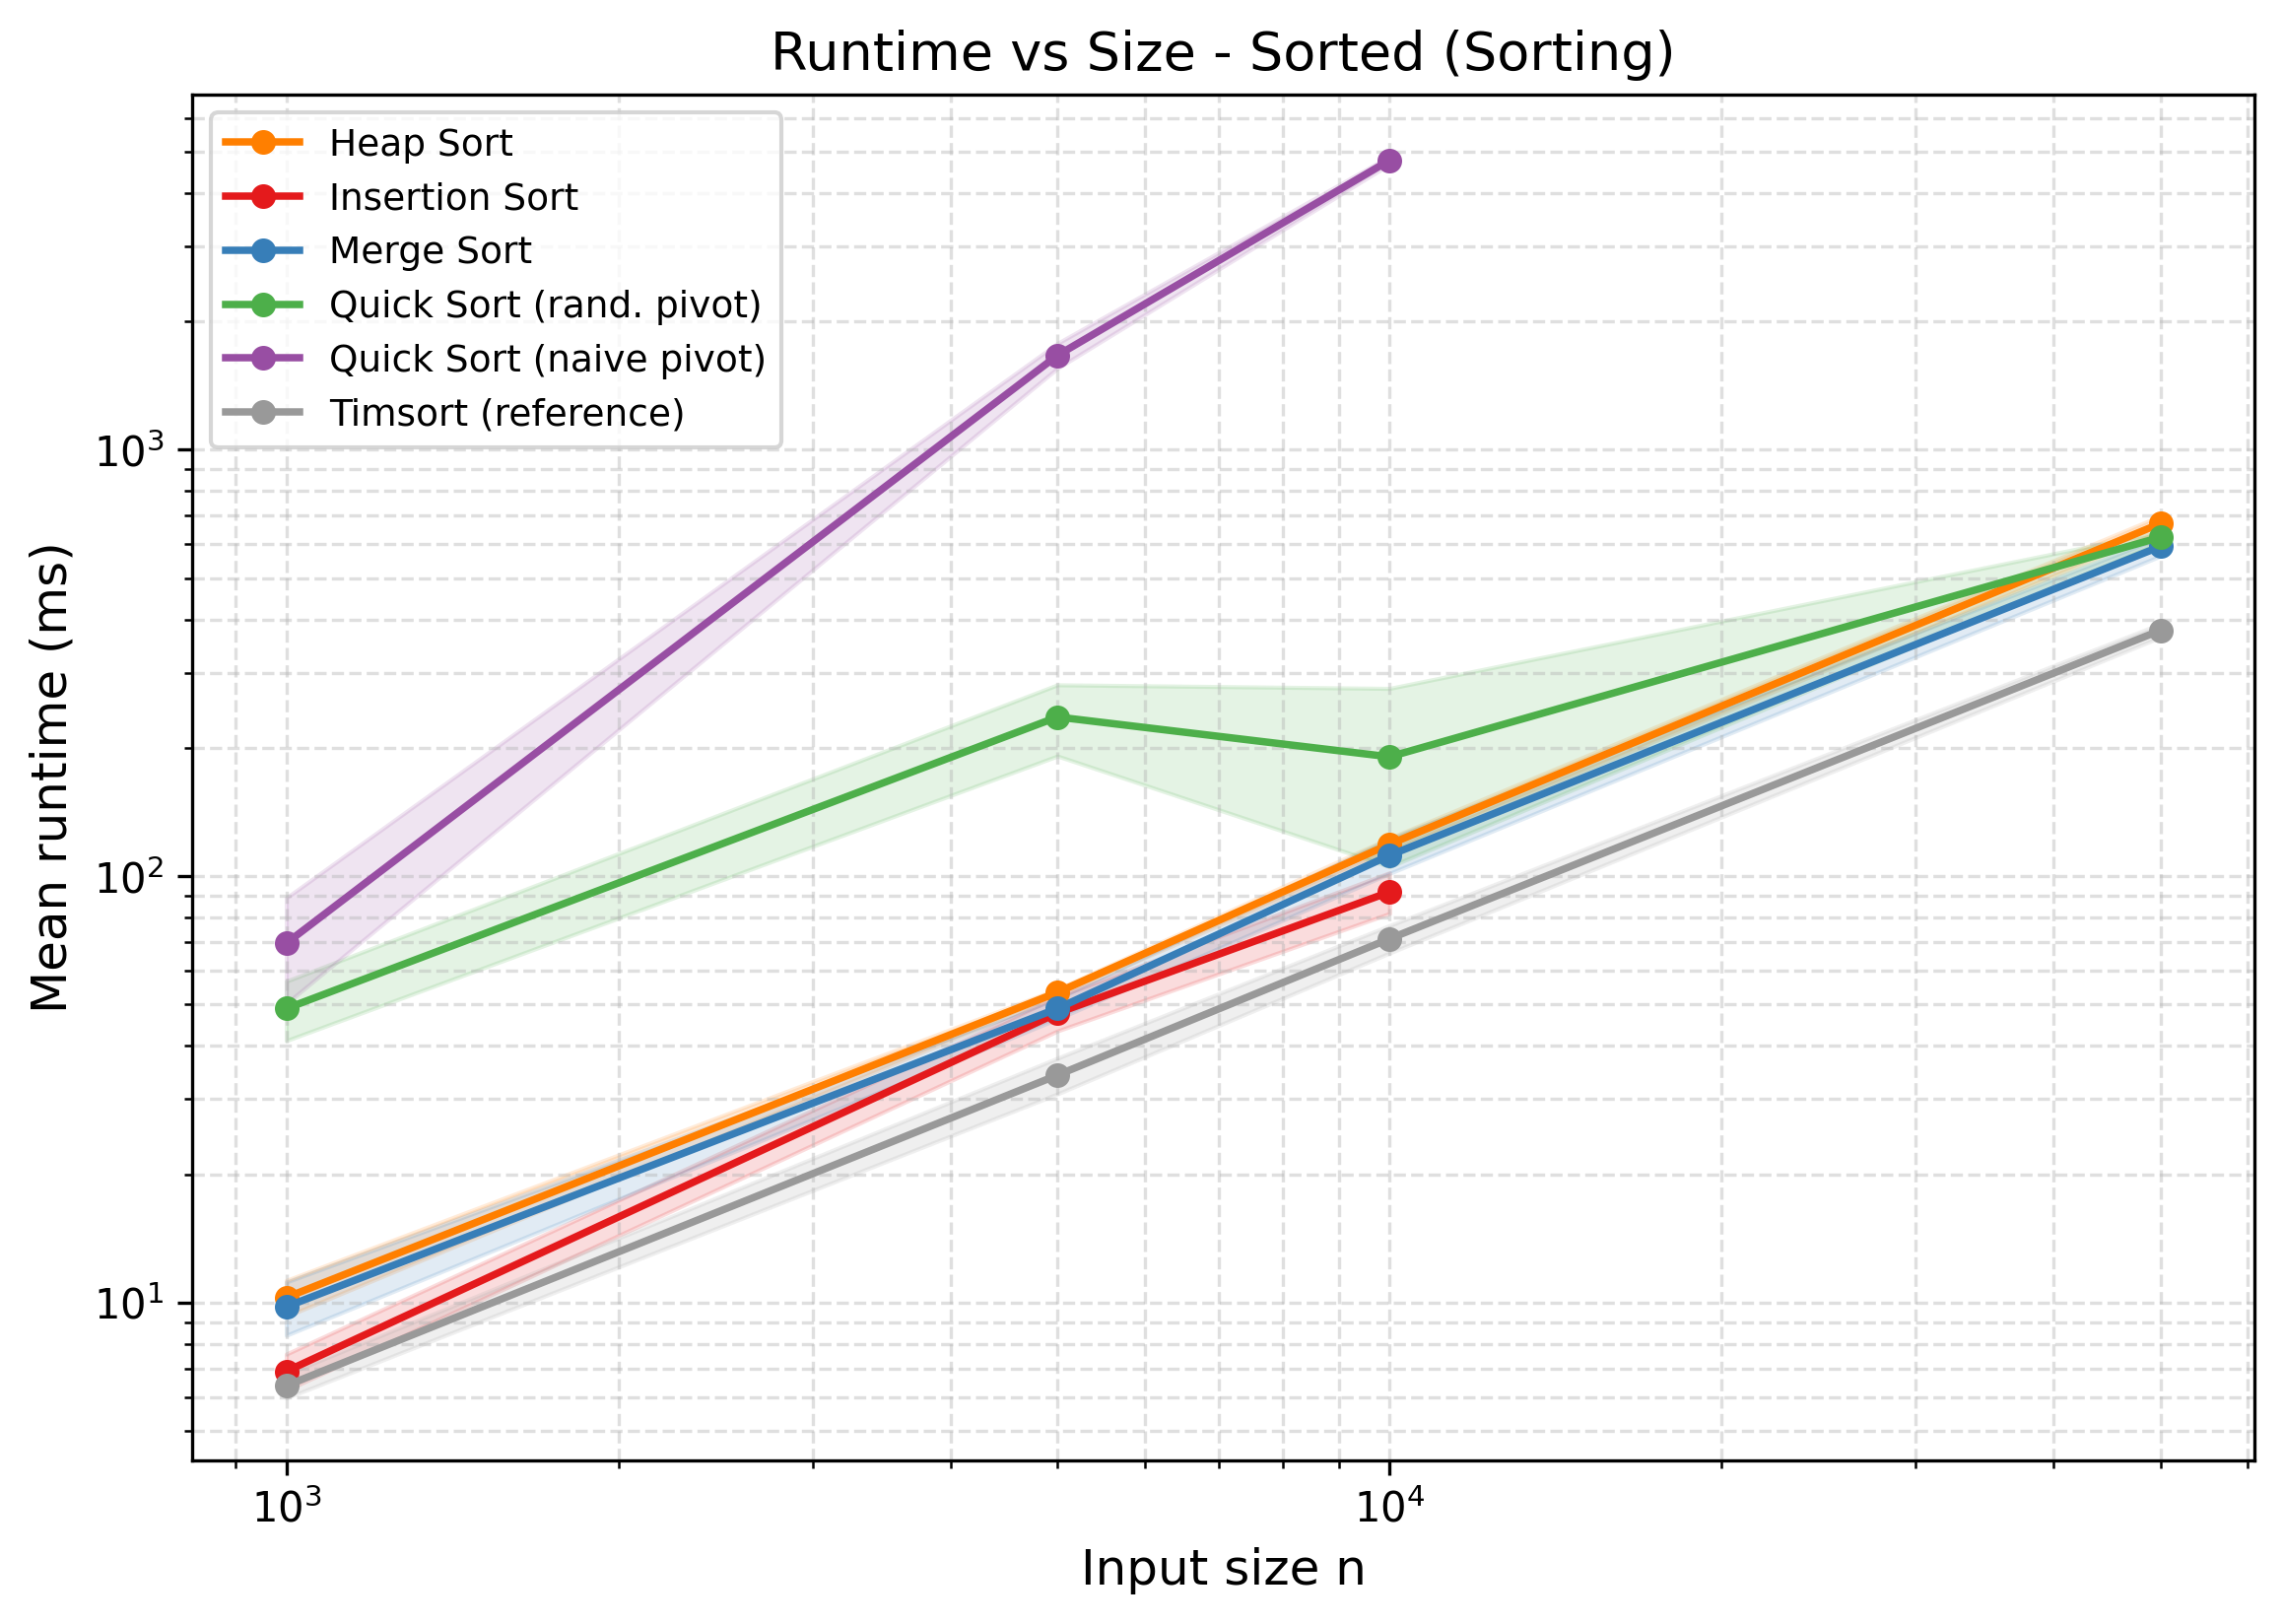 Runtime vs Size - Sorted (Sorting)
Heap Sort
Insertion Sort
Merge Sort
Quick Sort (rand. pivot)
Quick Sort (naive pivot)
Timsort (reference)
Mean runtime (ms)
10³
10²
10¹
10³
10⁴
Input size n